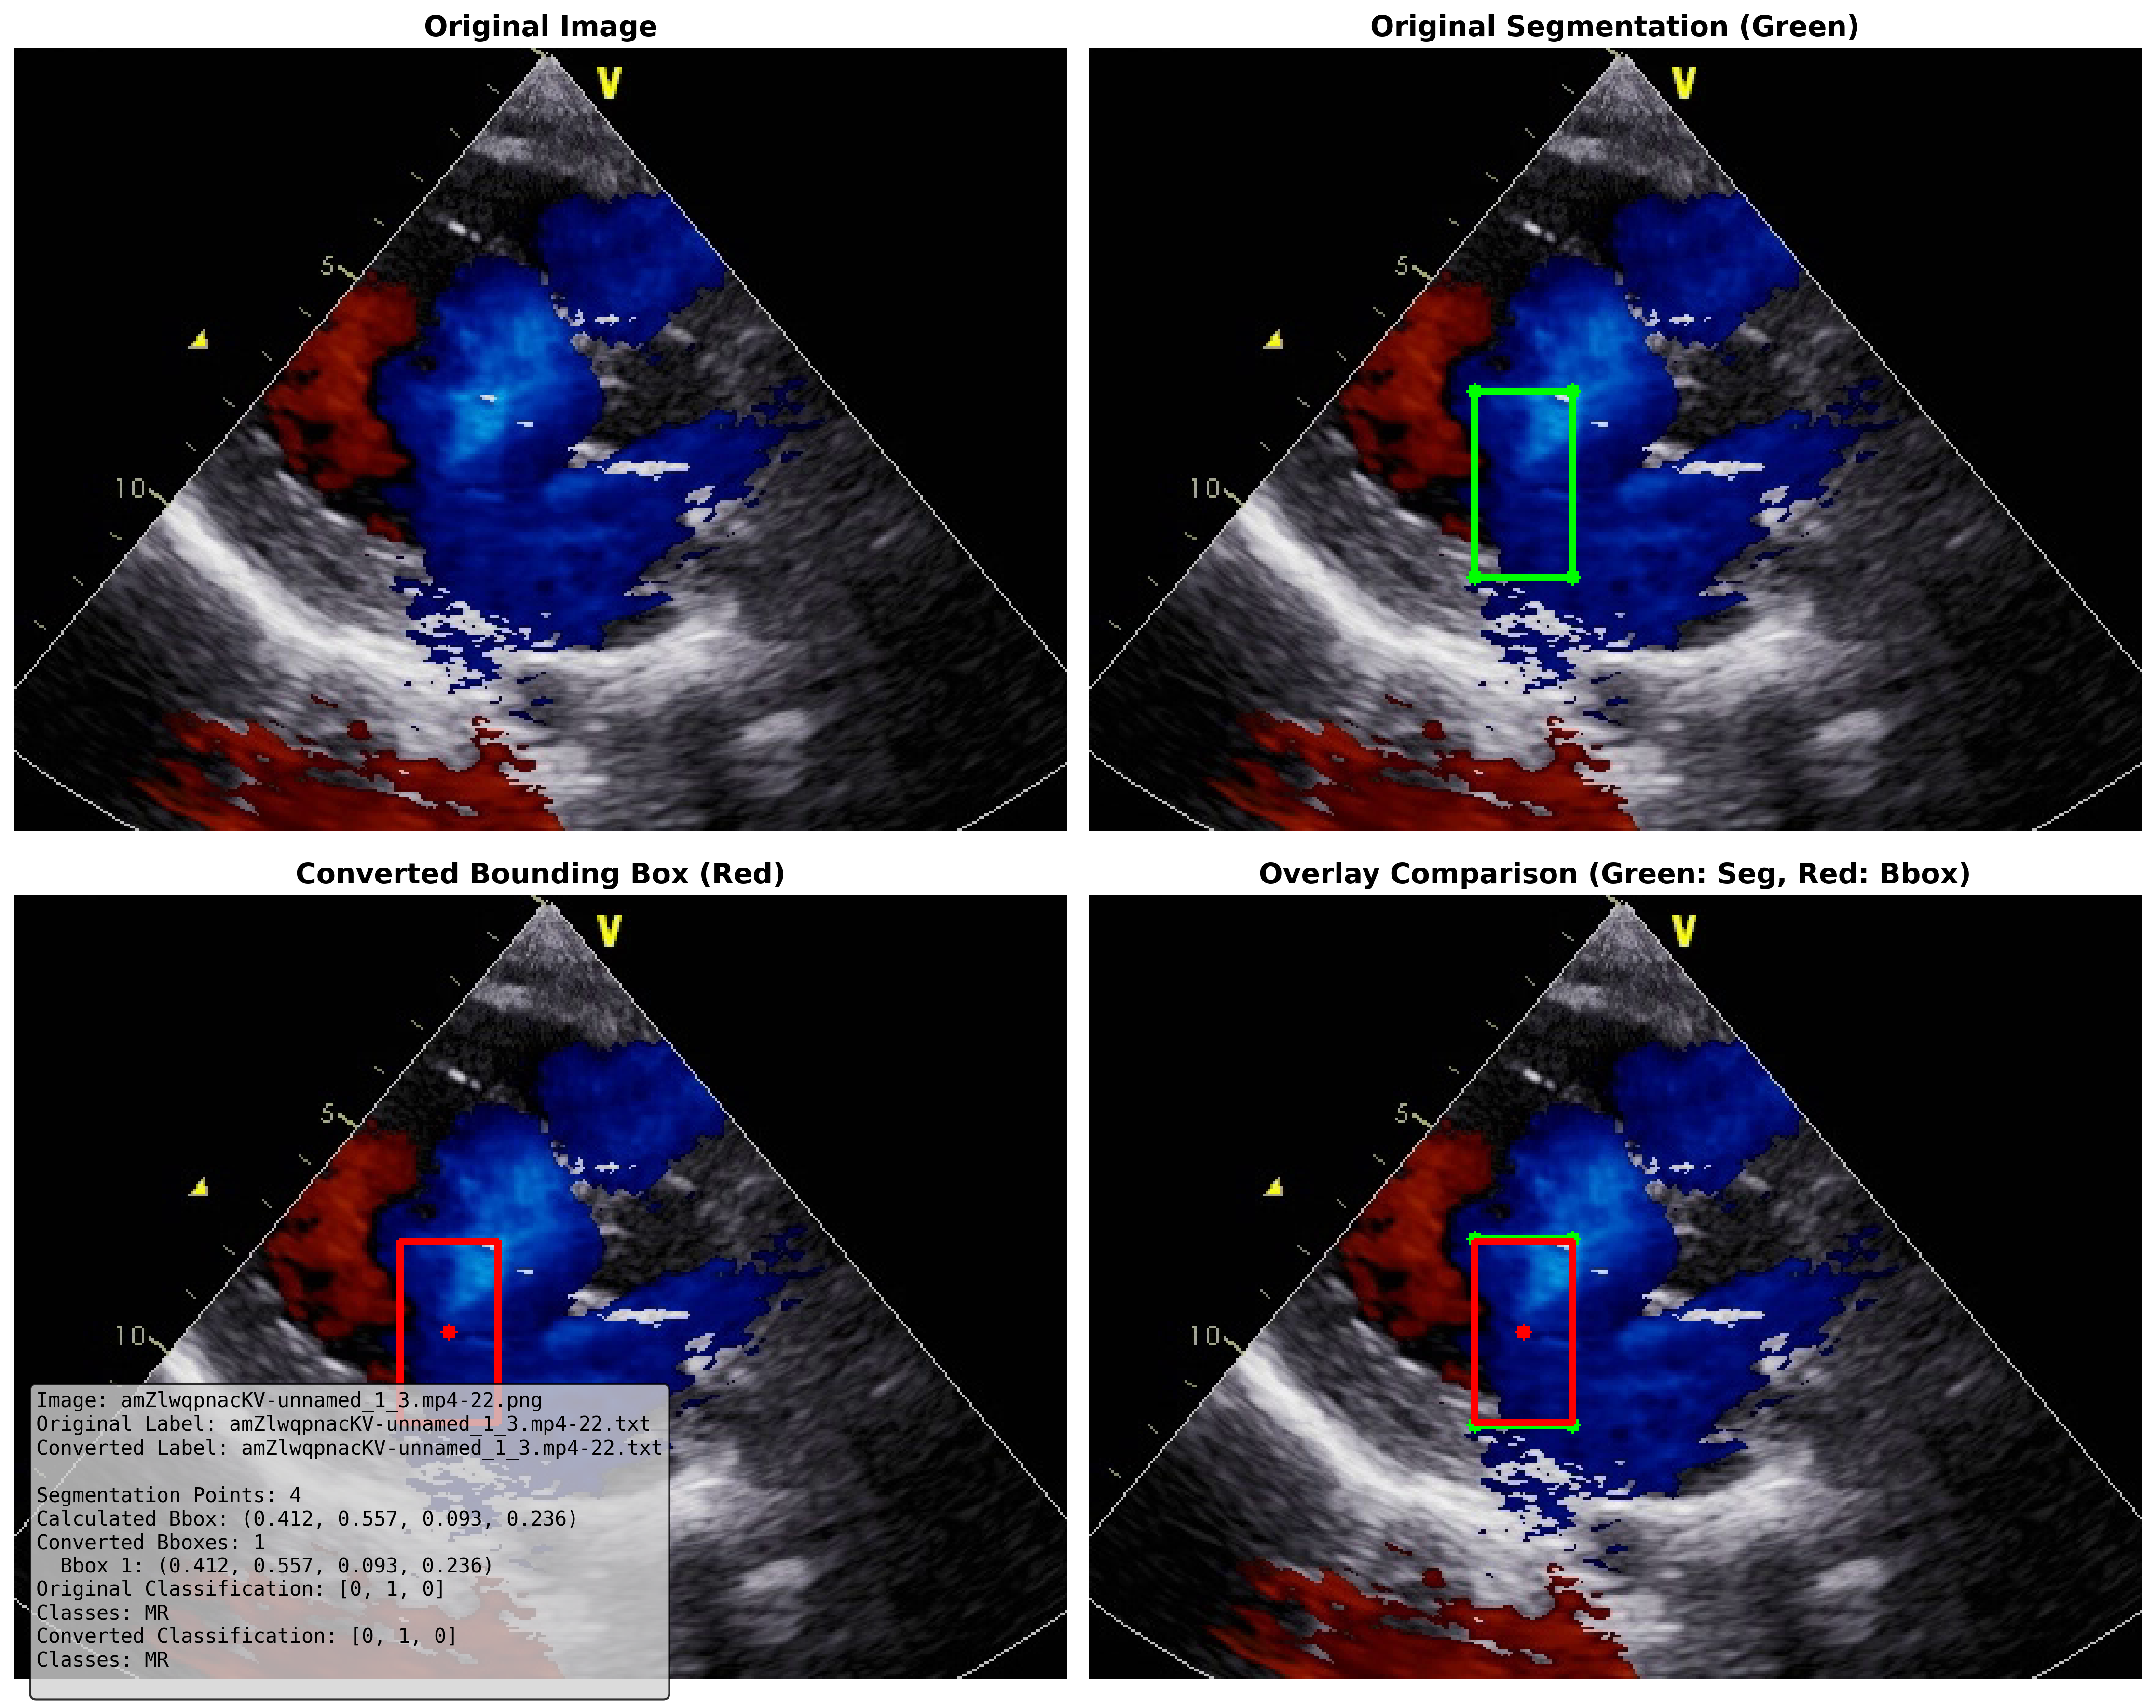 Original Image
Original Segmentation (Green)
V
V
5
5
10
10
Converted Bounding Box (Red)
Overlay Comparison (Green: Seg, Red: Bbox)
V
V
5
5
10
10
Image: amZlwqpnacKV-unnamed_1_3.mp4-22.png
Original Label: amZlwqpnacKV-unnamed_1_3.mp4-22.txt
Converted Label: amZlwqpnacKV-unnamed_1_3.mp4-22.txt
Segmentation Points: 4
Calculated Bbox: (0.412, 0.557, 0.093, 0.236)
Converted Bboxes: 1
Bbox 1: (0.412, 0.557, 0.093, 0.236)
Original Classification: [0, 1, 0]
Classes: MR
Converted Classification: [0, 1, 0]
Classes: MR